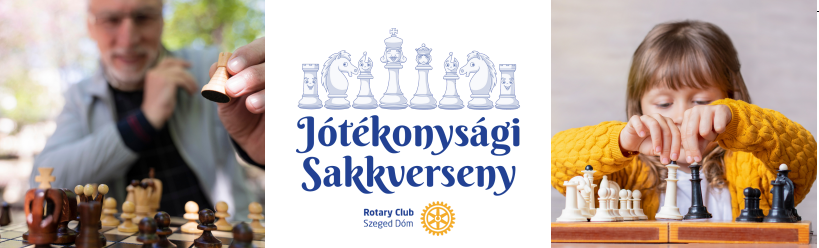 Jótékonysági
Sakkverseny
Rotary Club
Szeged Dóm